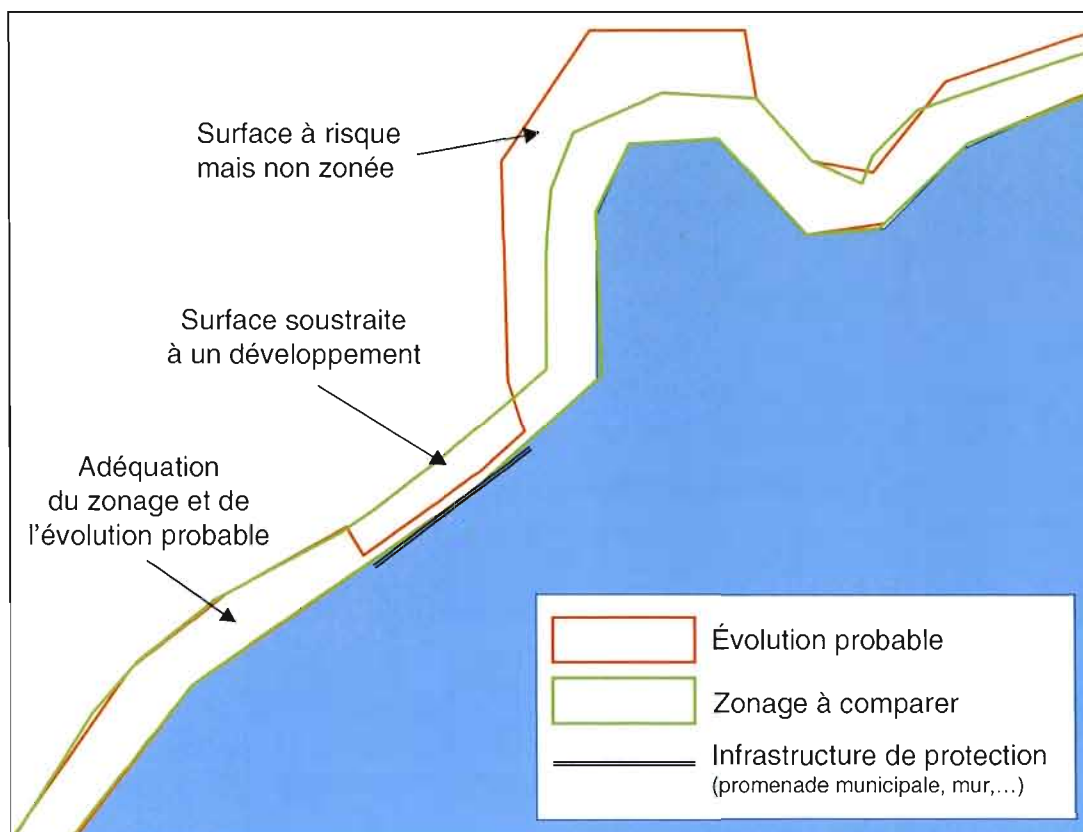 Surface à risque
mais non zonée
Surface soustraite
à un développement
Adéquation
du zonage et de
l'évolution probable
Évolution probable
Zonage à comparer
Infrastructure de protection
(promenade municipale, mur,...)